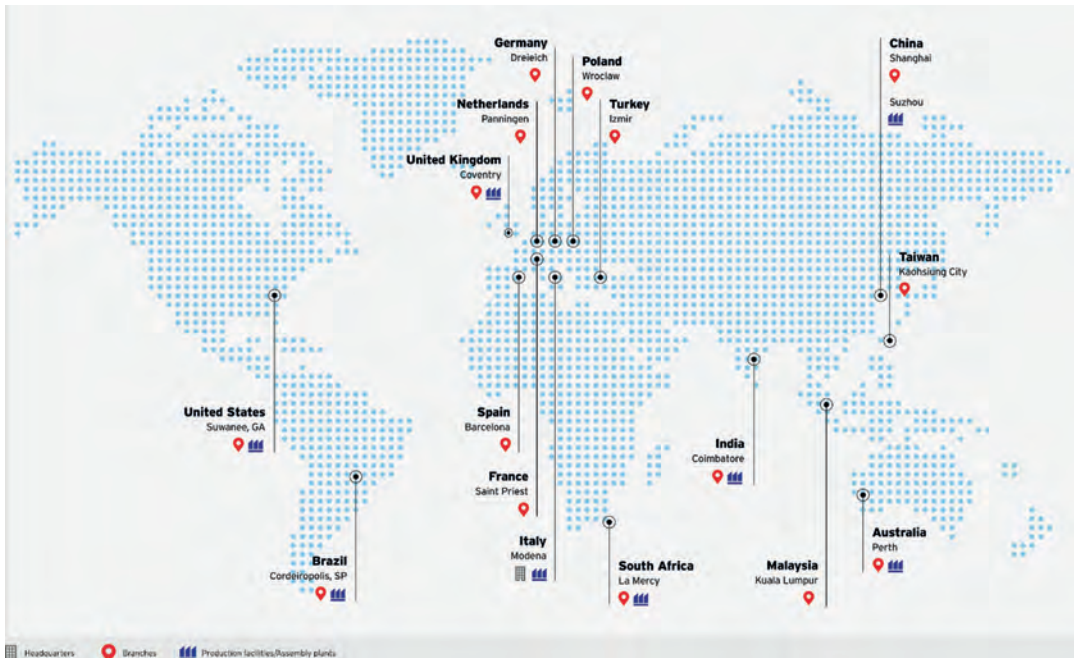 Germany
Dreieich
Poland
Wroclaw
China
Shanghai
Suzhou
Netherlands
Panningen
Turkey
Izmir
United Kingdom
Coventry
Taiwan
Kaohsiung City
United States
Suwanee, GA
Spain
Barcelona
India
Coimbatore
France
Saint Priest
Italy
Modena
Australia
Perth
Brazil
Cordeiropolis, SP
South Africa
La Mercy
Malaysia
Kuala Lumpur
Headquarters Branches Production facilities/Assembly plants